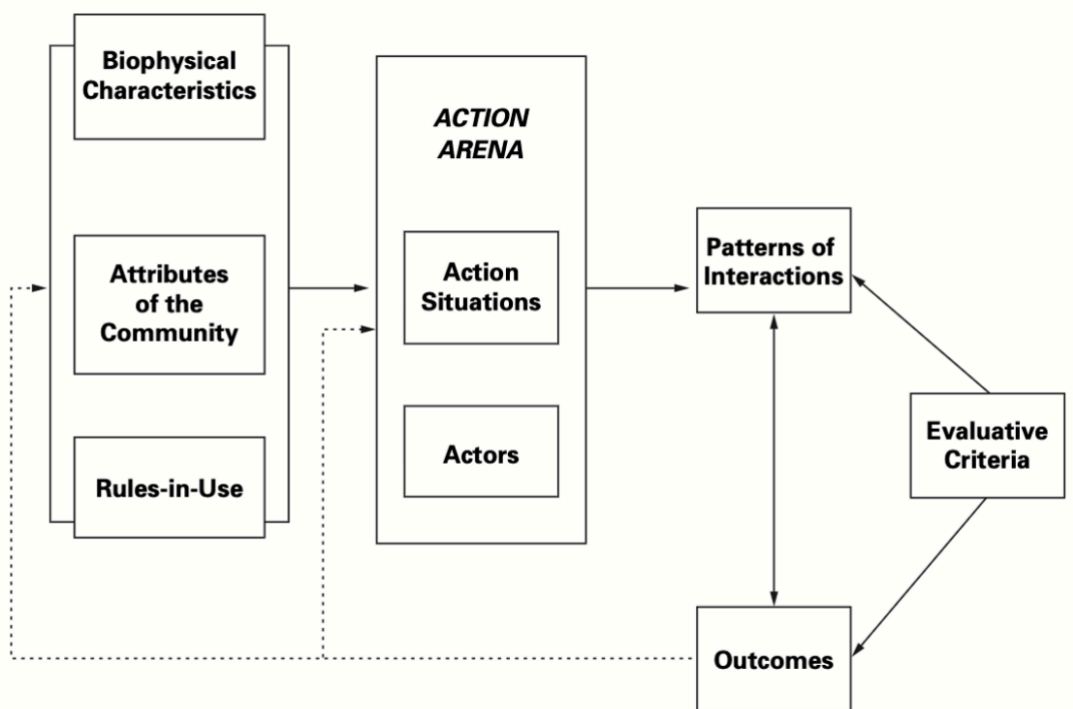 Biophysical
Characteristics
Attributes
of the
Community
Rules-in-Use
ACTION
ARENA
Action
Situations
Actors
Patterns of
Interactions
Evaluative
Criteria
Outcomes